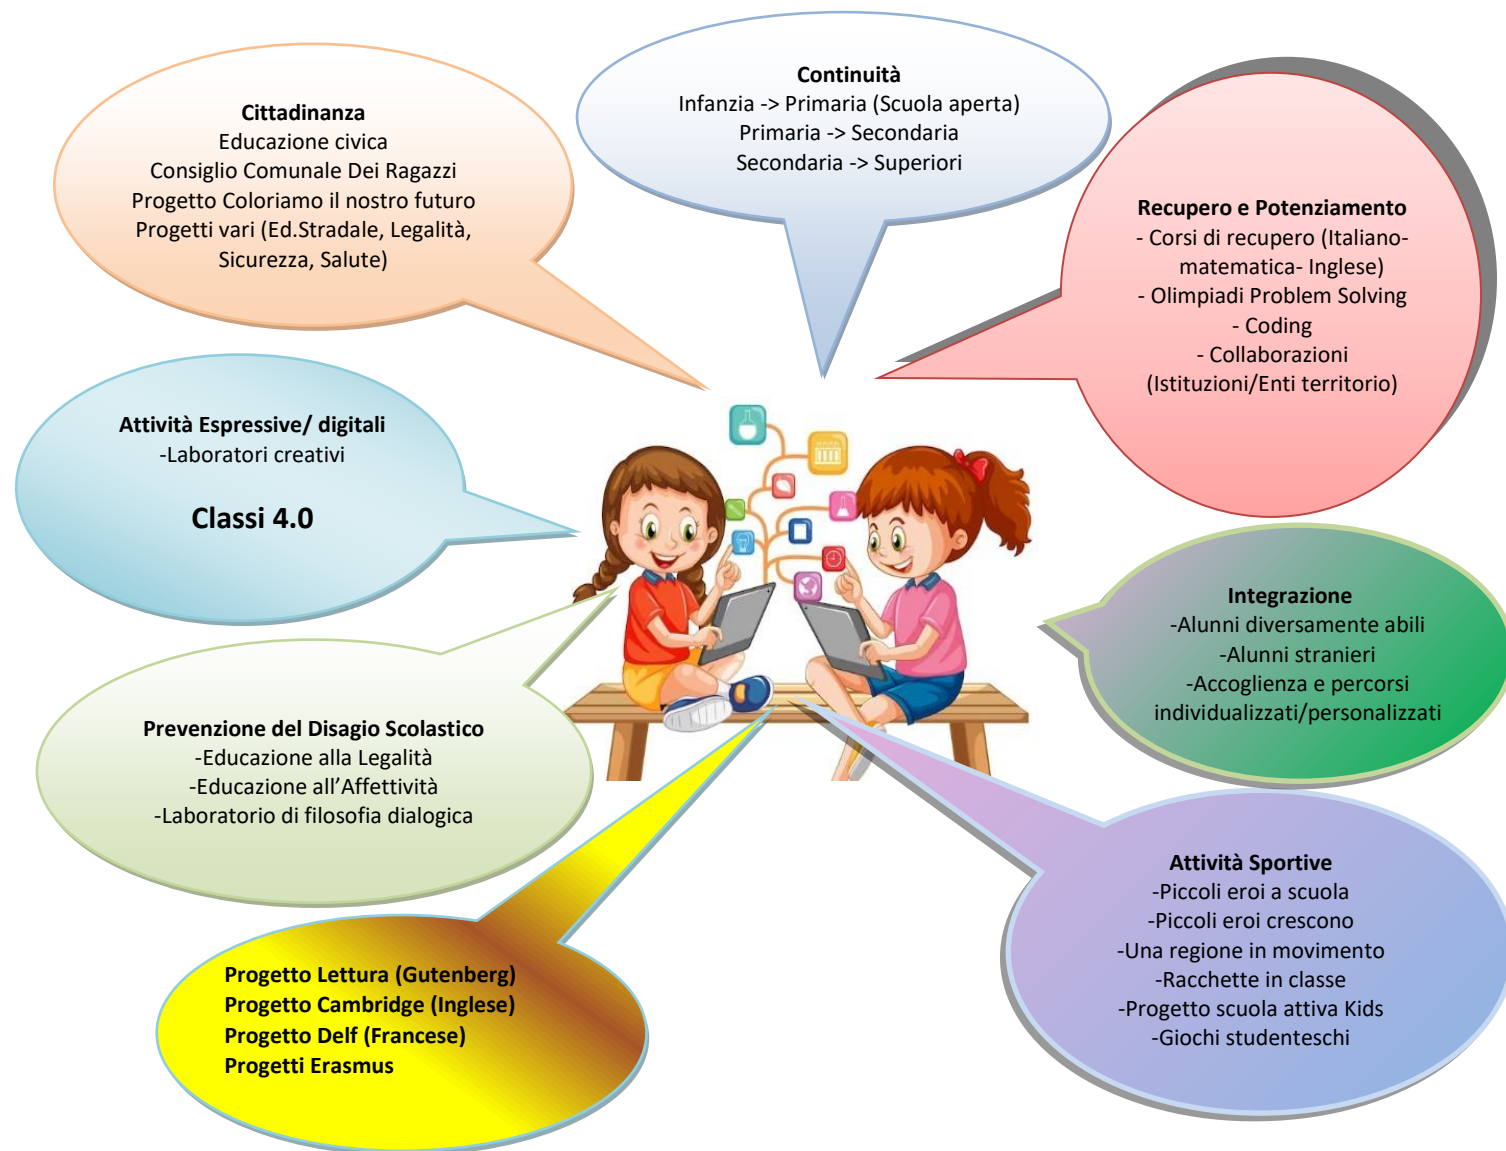 Cittadinanza
Educazione civica
Consiglio Comunale Dei Ragazzi
Progetto Coloriamo il nostro futuro
Progetti vari (Ed.Stradale, Legalità,
Sicurezza, Salute)
Continuità
Infanzia -> Primaria (Scuola aperta)
Primaria -> Secondaria
Secondaria -> Superiori
Recupero e Potenziamento
- Corsi di recupero (Italiano-
matematica- Inglese)
- Olimpiadi Problem Solving
- Coding
- Collaborazioni
(Istituzioni/Enti territorio)
Attività Espressive/ digitali
-Laboratori creativi
Classi 4.0
Integrazione
-Alunni diversamente abili
-Alunni stranieri
-Accoglienza e percorsi
individualizzati/personalizzati
Prevenzione del Disagio Scolastico
-Educazione alla Legalità
-Educazione all’Affettività
-Laboratorio di filosofia dialogica
Attività Sportive
-Piccoli eroi a scuola
-Piccoli eroi crescono
-Una regione in movimento
-Racchette in classe
-Progetto scuola attiva Kids
-Giochi studenteschi
Progetto Lettura (Gutenberg)
Progetto Cambridge (Inglese)
Progetto Delf (Francese)
Progetti Erasmus